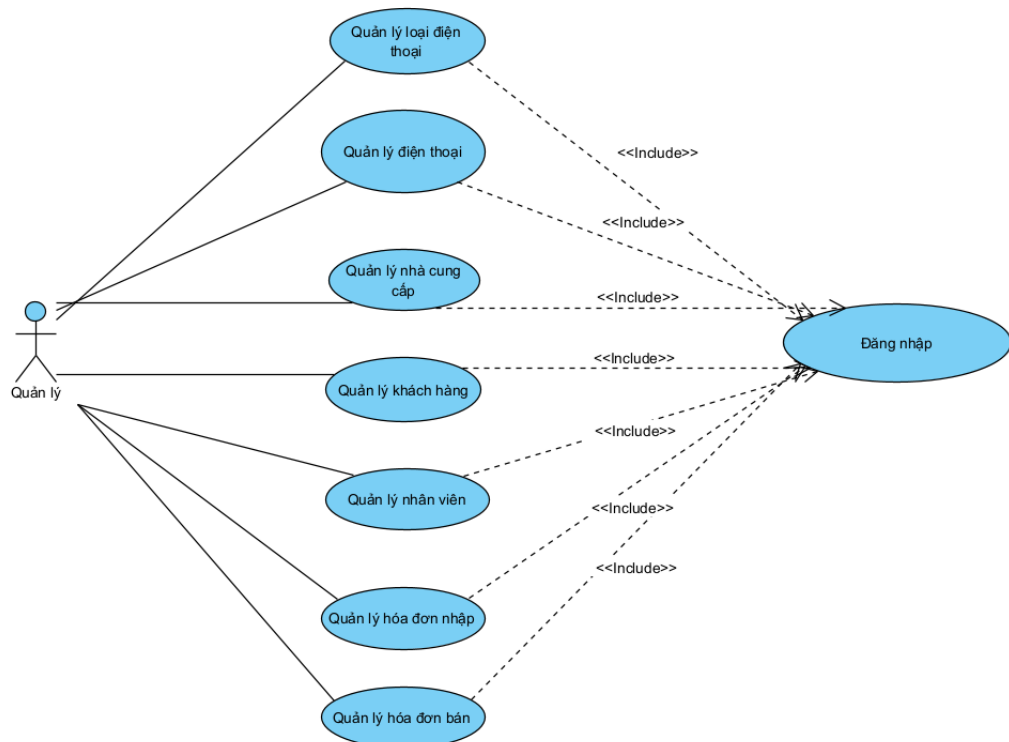 Quản lý loại điện
thoại
<<Include>>
Quản lý điện thoại
<<Include>>
Quản lý nhà cung
cấp
<<Include>>
Đăng nhập
<<Include>>
Quản lý
Quản lý khách hàng
<<Include>>
Quản lý nhân viên
<<Include>>
<<Include>>
Quản lý hóa đơn nhập
Quản lý hóa đơn bán